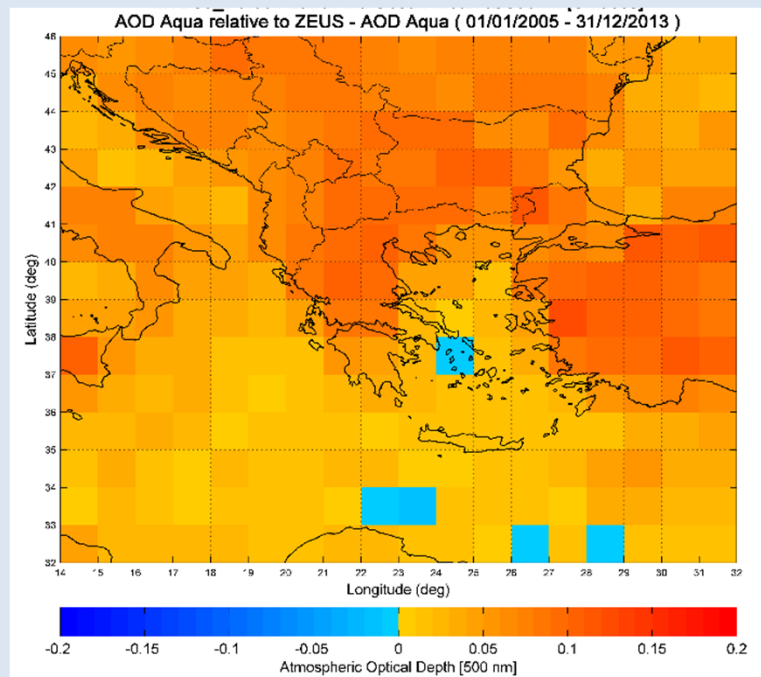 AOD Aqua relative to ZEUS - AOD Aqua ( 01/01/2005 - 31/12/2013 )
46
45
44
43
42
41
40
39
38
37
36
35
34
33
32
Latitude (deg)
14 15 16 17 18 19 20 21 22 23 24 25 26 27 28 29 30 31 32
Longitude (deg)
-0.2 -0.15 -0.1 -0.05 0 0.05 0.1 0.15 0.2
Atmospheric Optical Depth [500 nm]